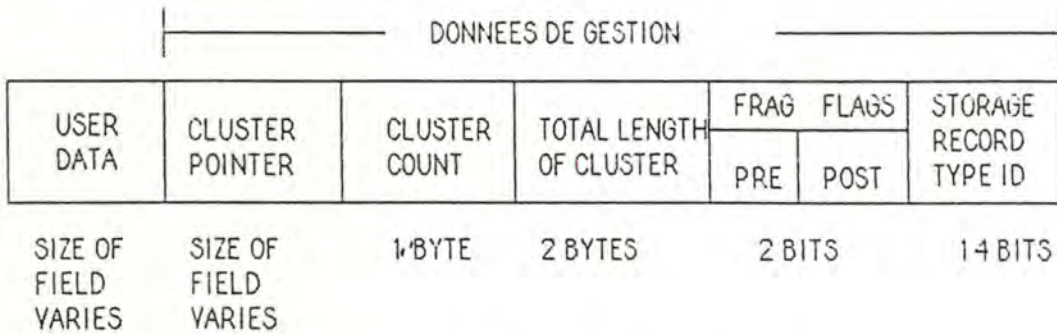 DONNEES DE GESTION
USER DATA
CLUSTER POINTER
CLUSTER COUNT
TOTAL LENGTH OF CLUSTER
FRAG FLAGS
PRE
POST
STORAGE RECORD TYPE ID
SIZE OF FIELD VARIES
SIZE OF FIELD VARIES
1 BYTE
2 BYTES
2 BITS
14 BITS